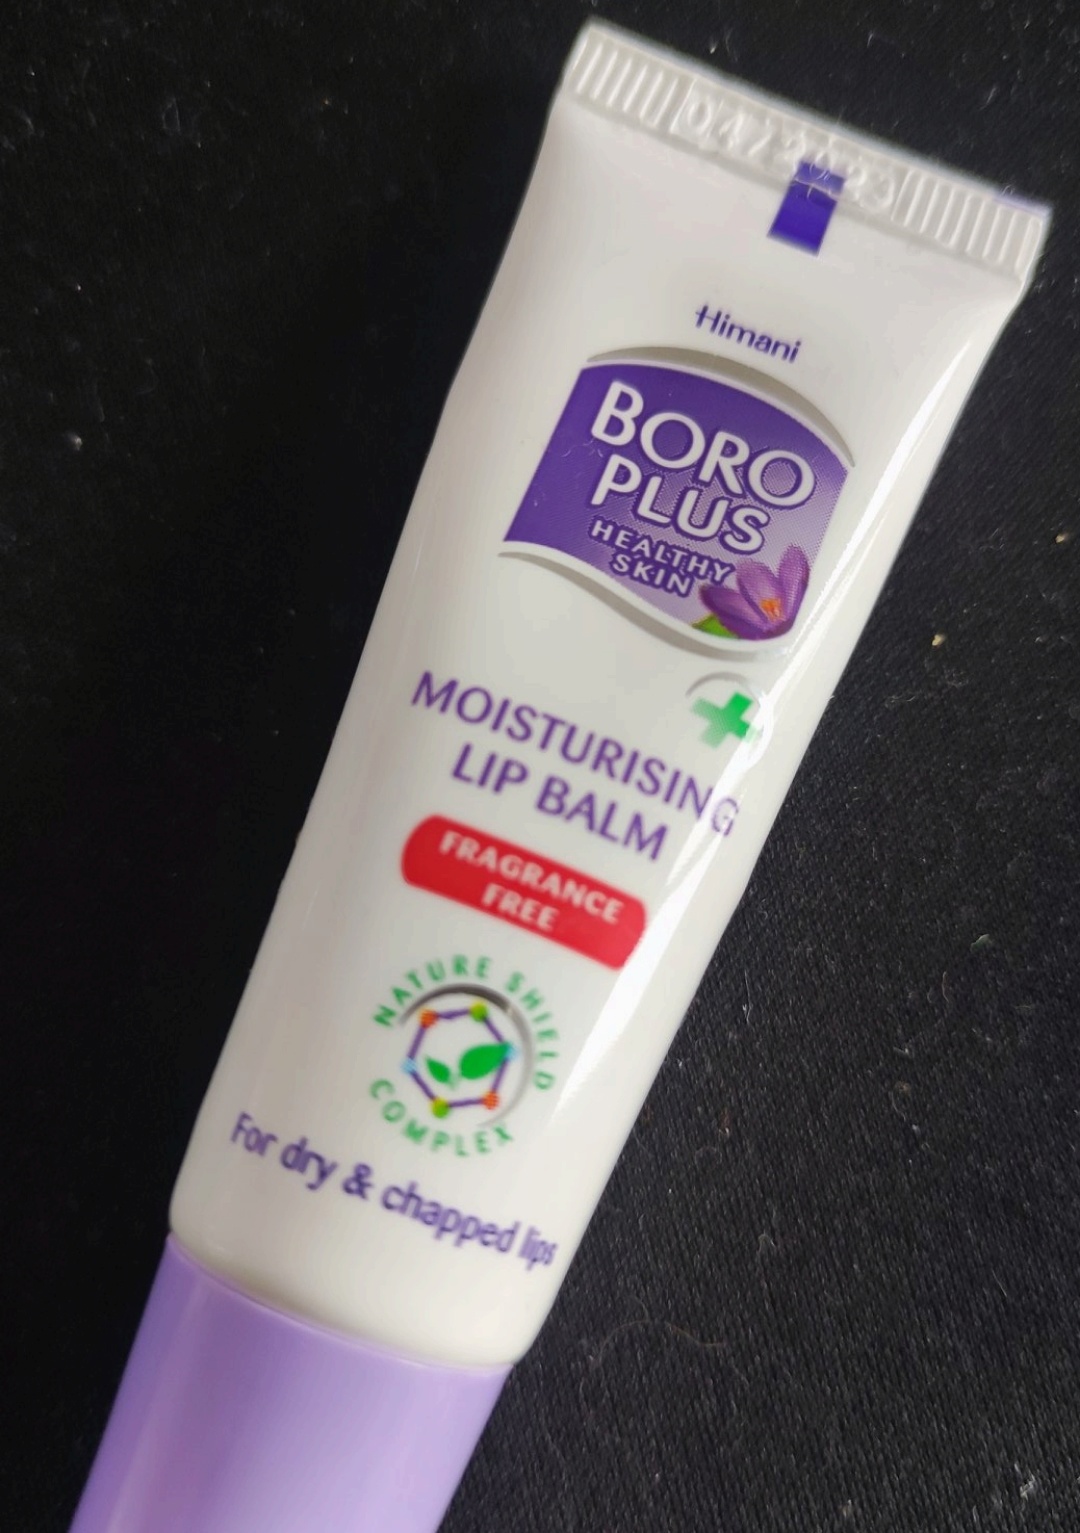 Himani
BORO
PLUS
HEALTHY
SKIN
MOISTURISING
LIP BALM
FRAGRANCE
FREE
NATURE SHIELD
COMPLEX
For dry & chapped lips